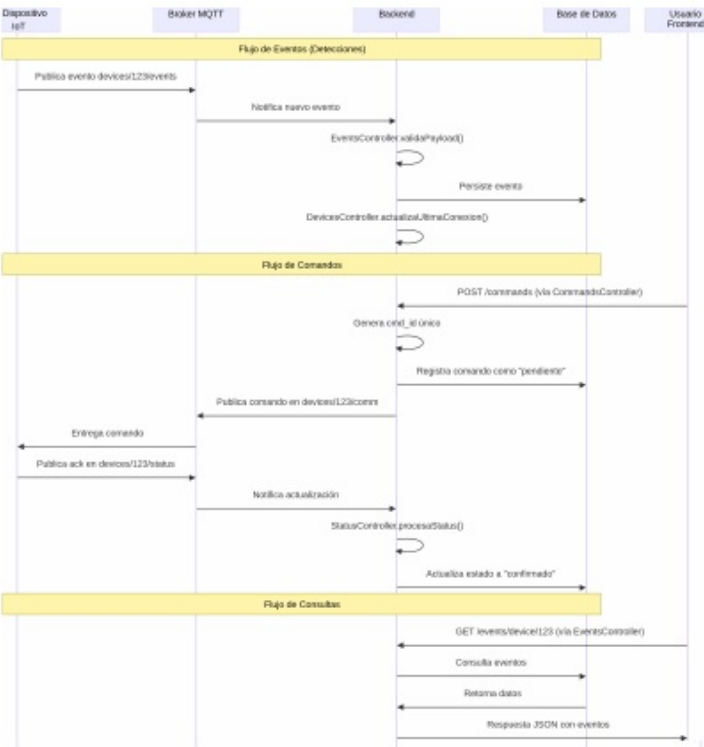 Dispositivo
IoT
Broker MQTT
Backend
Base de Datos
Usuario
Frontend
Flujo de Eventos (Detecciones)
Publica evento devices/123/events
Notifica nuevo evento
EventsController.validaPayload()
Persiste evento
DevicesController.actualizaUltimaConexion()
Flujo de Comandos
POST /commands (vía CommandsController)
Genera cmd_id único
Registra comando como "pendiente"
Publica comando en devices/123/comm
Entrega comando
Publica ack en devices/123/status
Notifica actualización
StatusController.procesaStatus()
Actualiza estado a "confirmado"
Flujo de Consultas
GET /events/device/123 (vía EventsController)
Consulta eventos
Retorna datos
Respuesta JSON con eventos